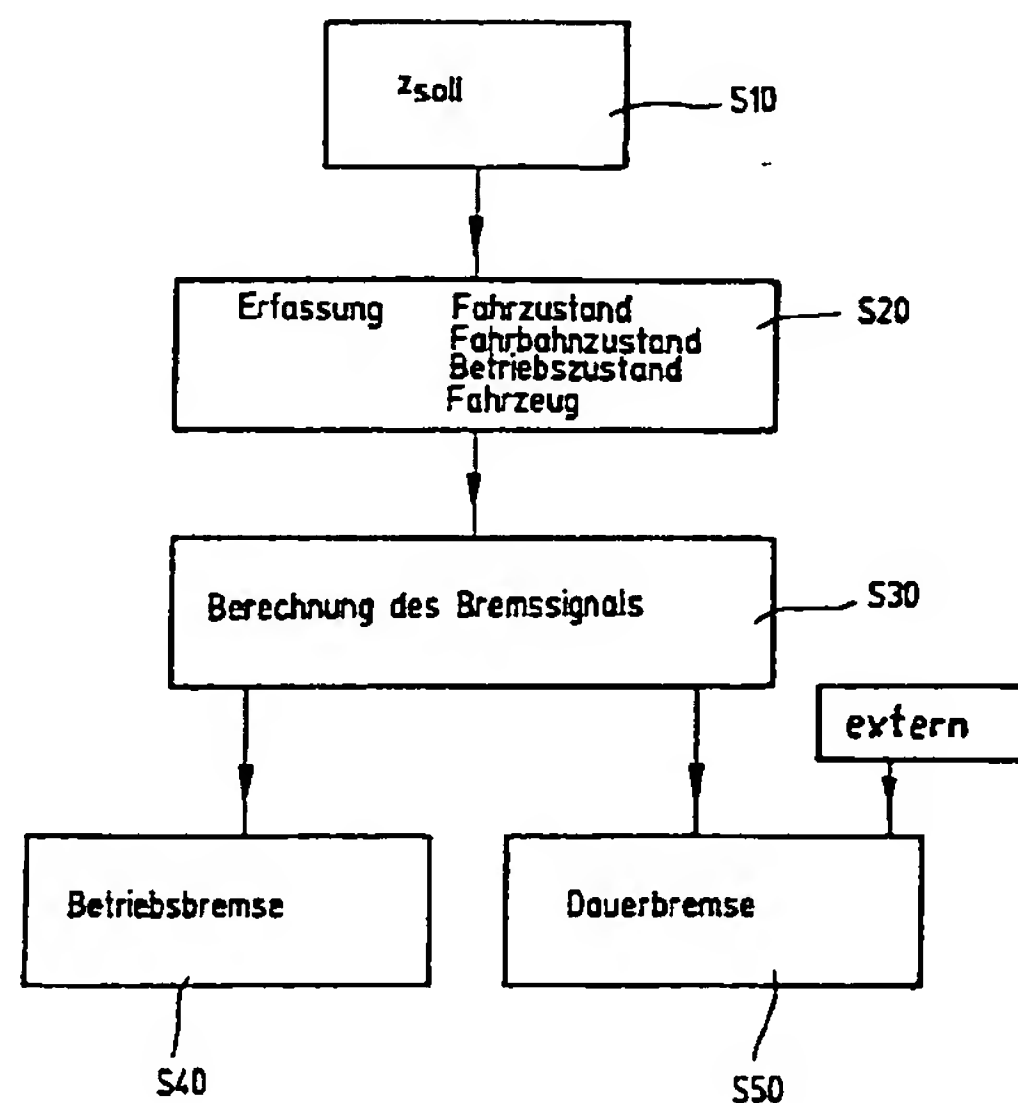 zsoll
S10
Erfassung Fahrzustand
S20
Fahrbahnzustand
Betriebszustand
Fahrzeug
Berechnung des Bremssignals
S30
extern
Betriebsbremse
Dauerbremse
S40
S50